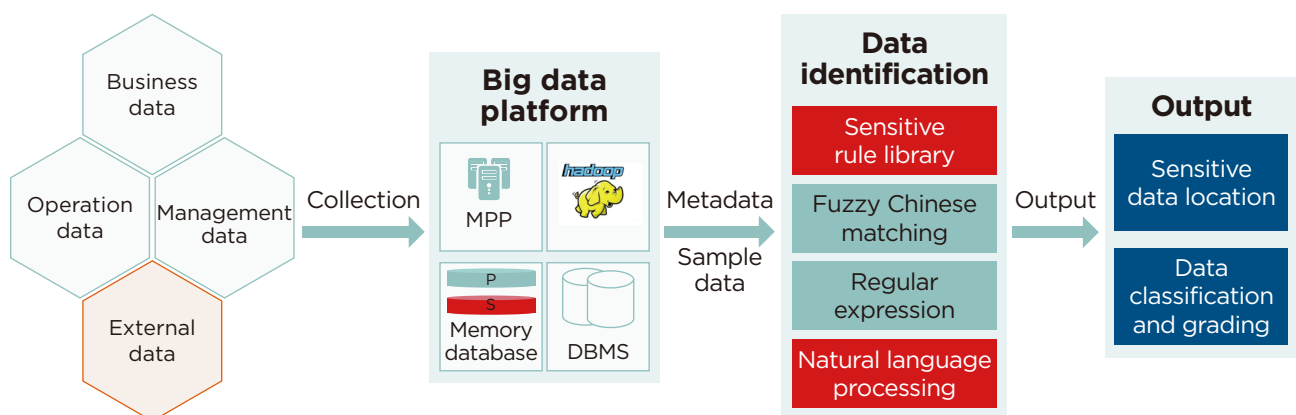 Business
data
Operation
data
Management
data
External
data
Collection
Big data
platform
MPP
hadoop
P
S
Memory
database
DBMS
Metadata
Sample
data
Data
identification
Sensitive
rule library
Fuzzy Chinese
matching
Regular
expression
Natural language
processing
Output
Output
Sensitive
data location
Data
classification
and grading